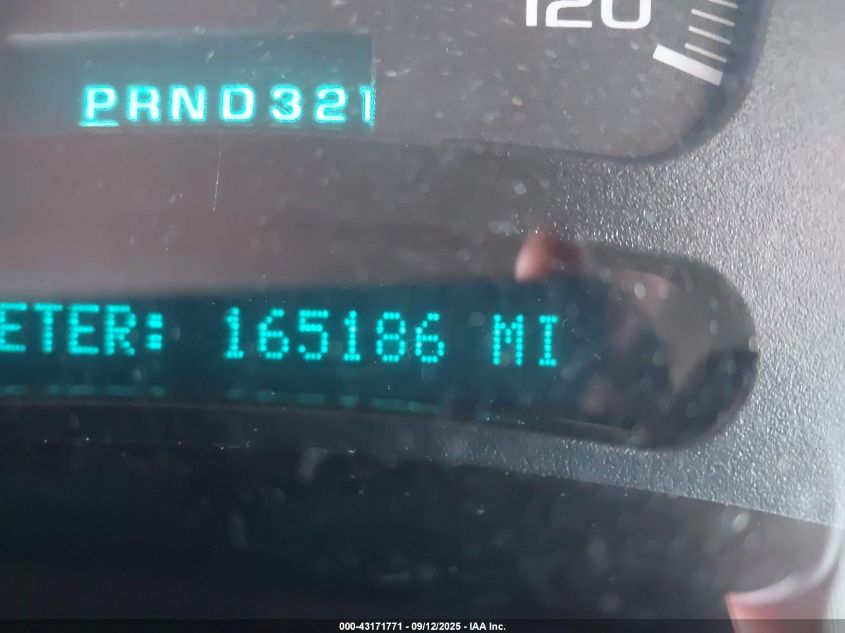 120
PRND321
ETER: 165186 MI
000-43171771 - 09/12/2025 - IAA Inc.